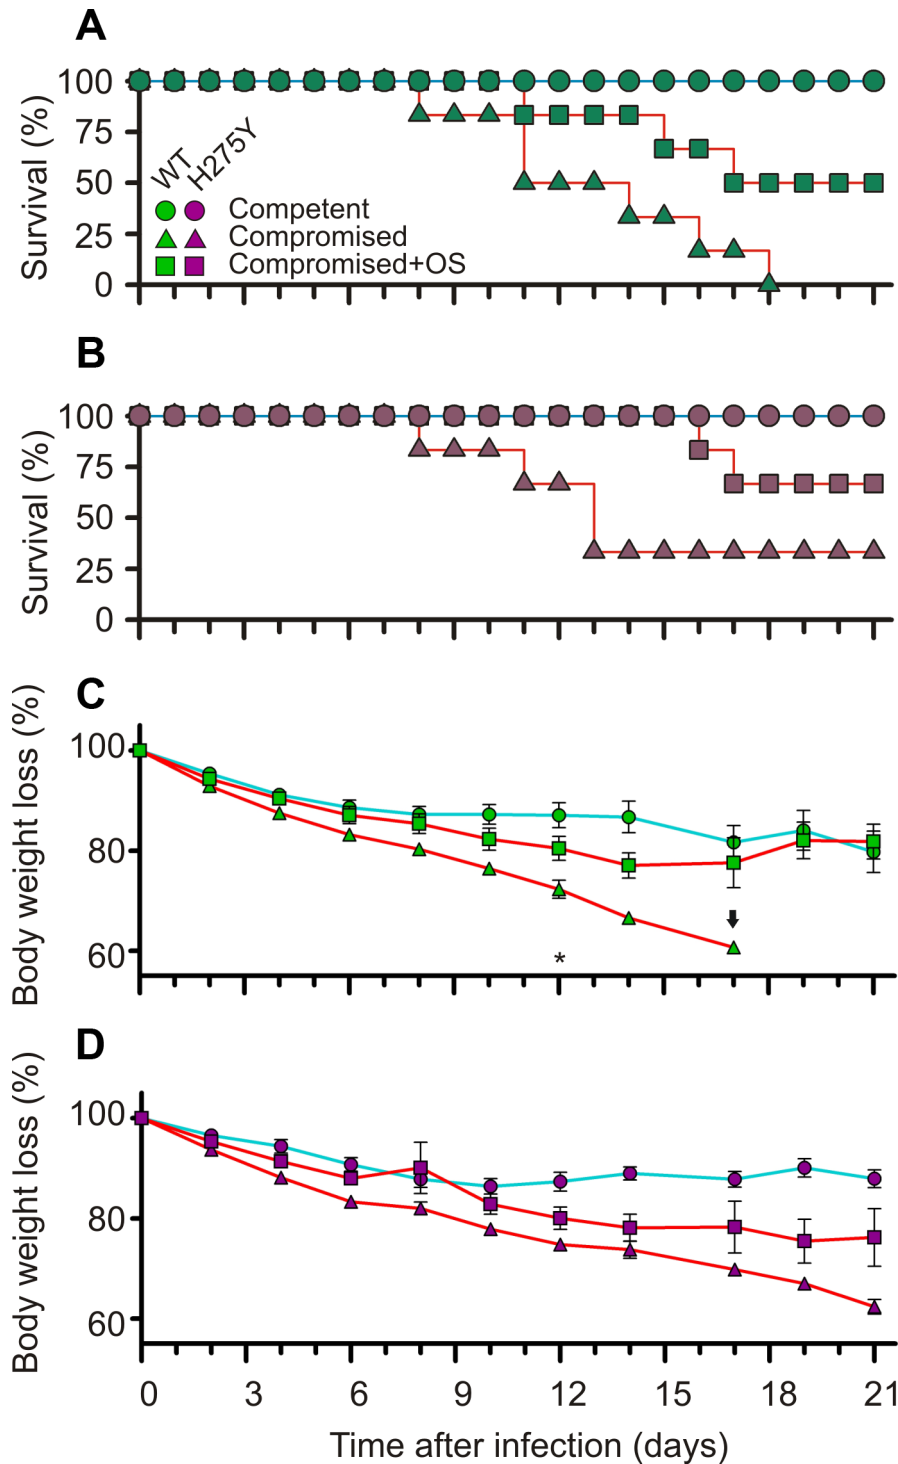 A
Survival (%)
100
75
50
25
0
WT
H275Y
Competent
Compromised
Compromised+OS
B
Survival (%)
100
75
50
25
0
C
Body weight loss (%)
100
80
60
*
D
Body weight loss (%)
100
80
60
0 3 6 9 12 15 18 21
Time after infection (days)